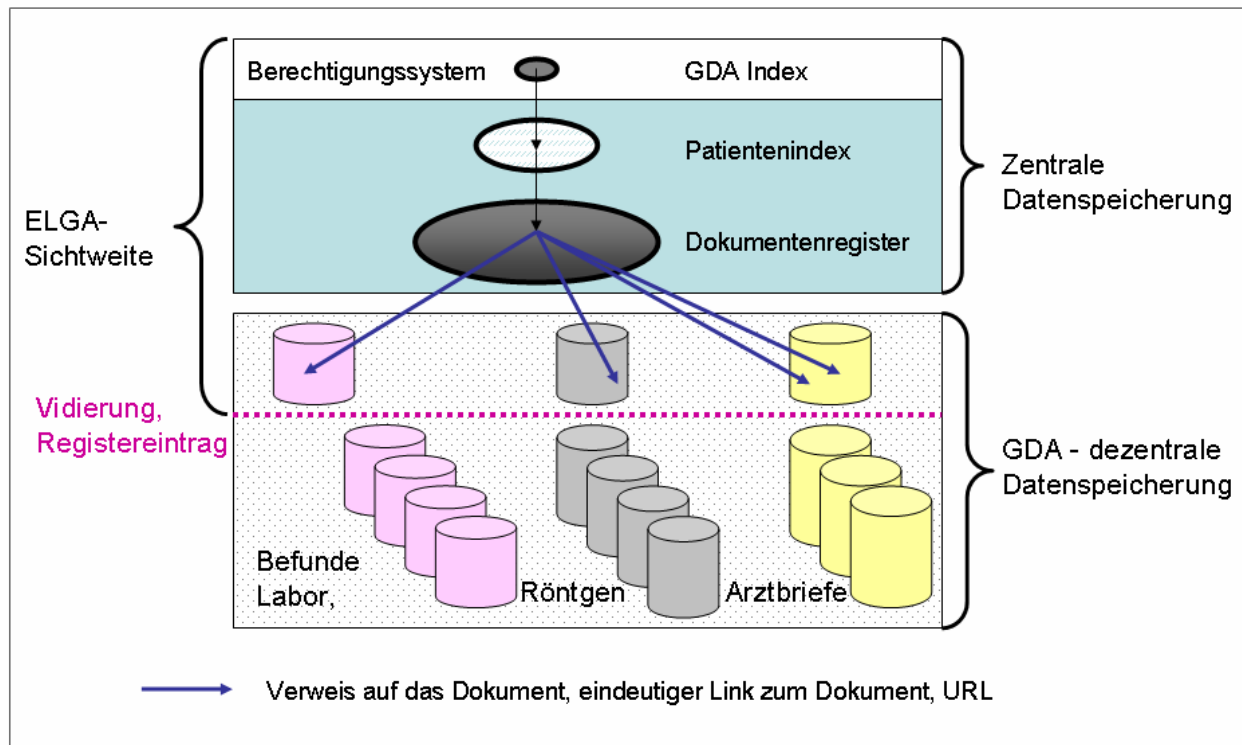 Berechtigungssystem
GDA Index
Patientenindex
Dokumentenregister
Zentrale
Datenspeicherung
ELGA-
Sichtweite
Vidierung,
Registereintrag
GDA - dezentrale
Datenspeicherung
Befunde
Labor,
Röntgen
Arztbriefe
Verweis auf das Dokument, eindeutiger Link zum Dokument, URL